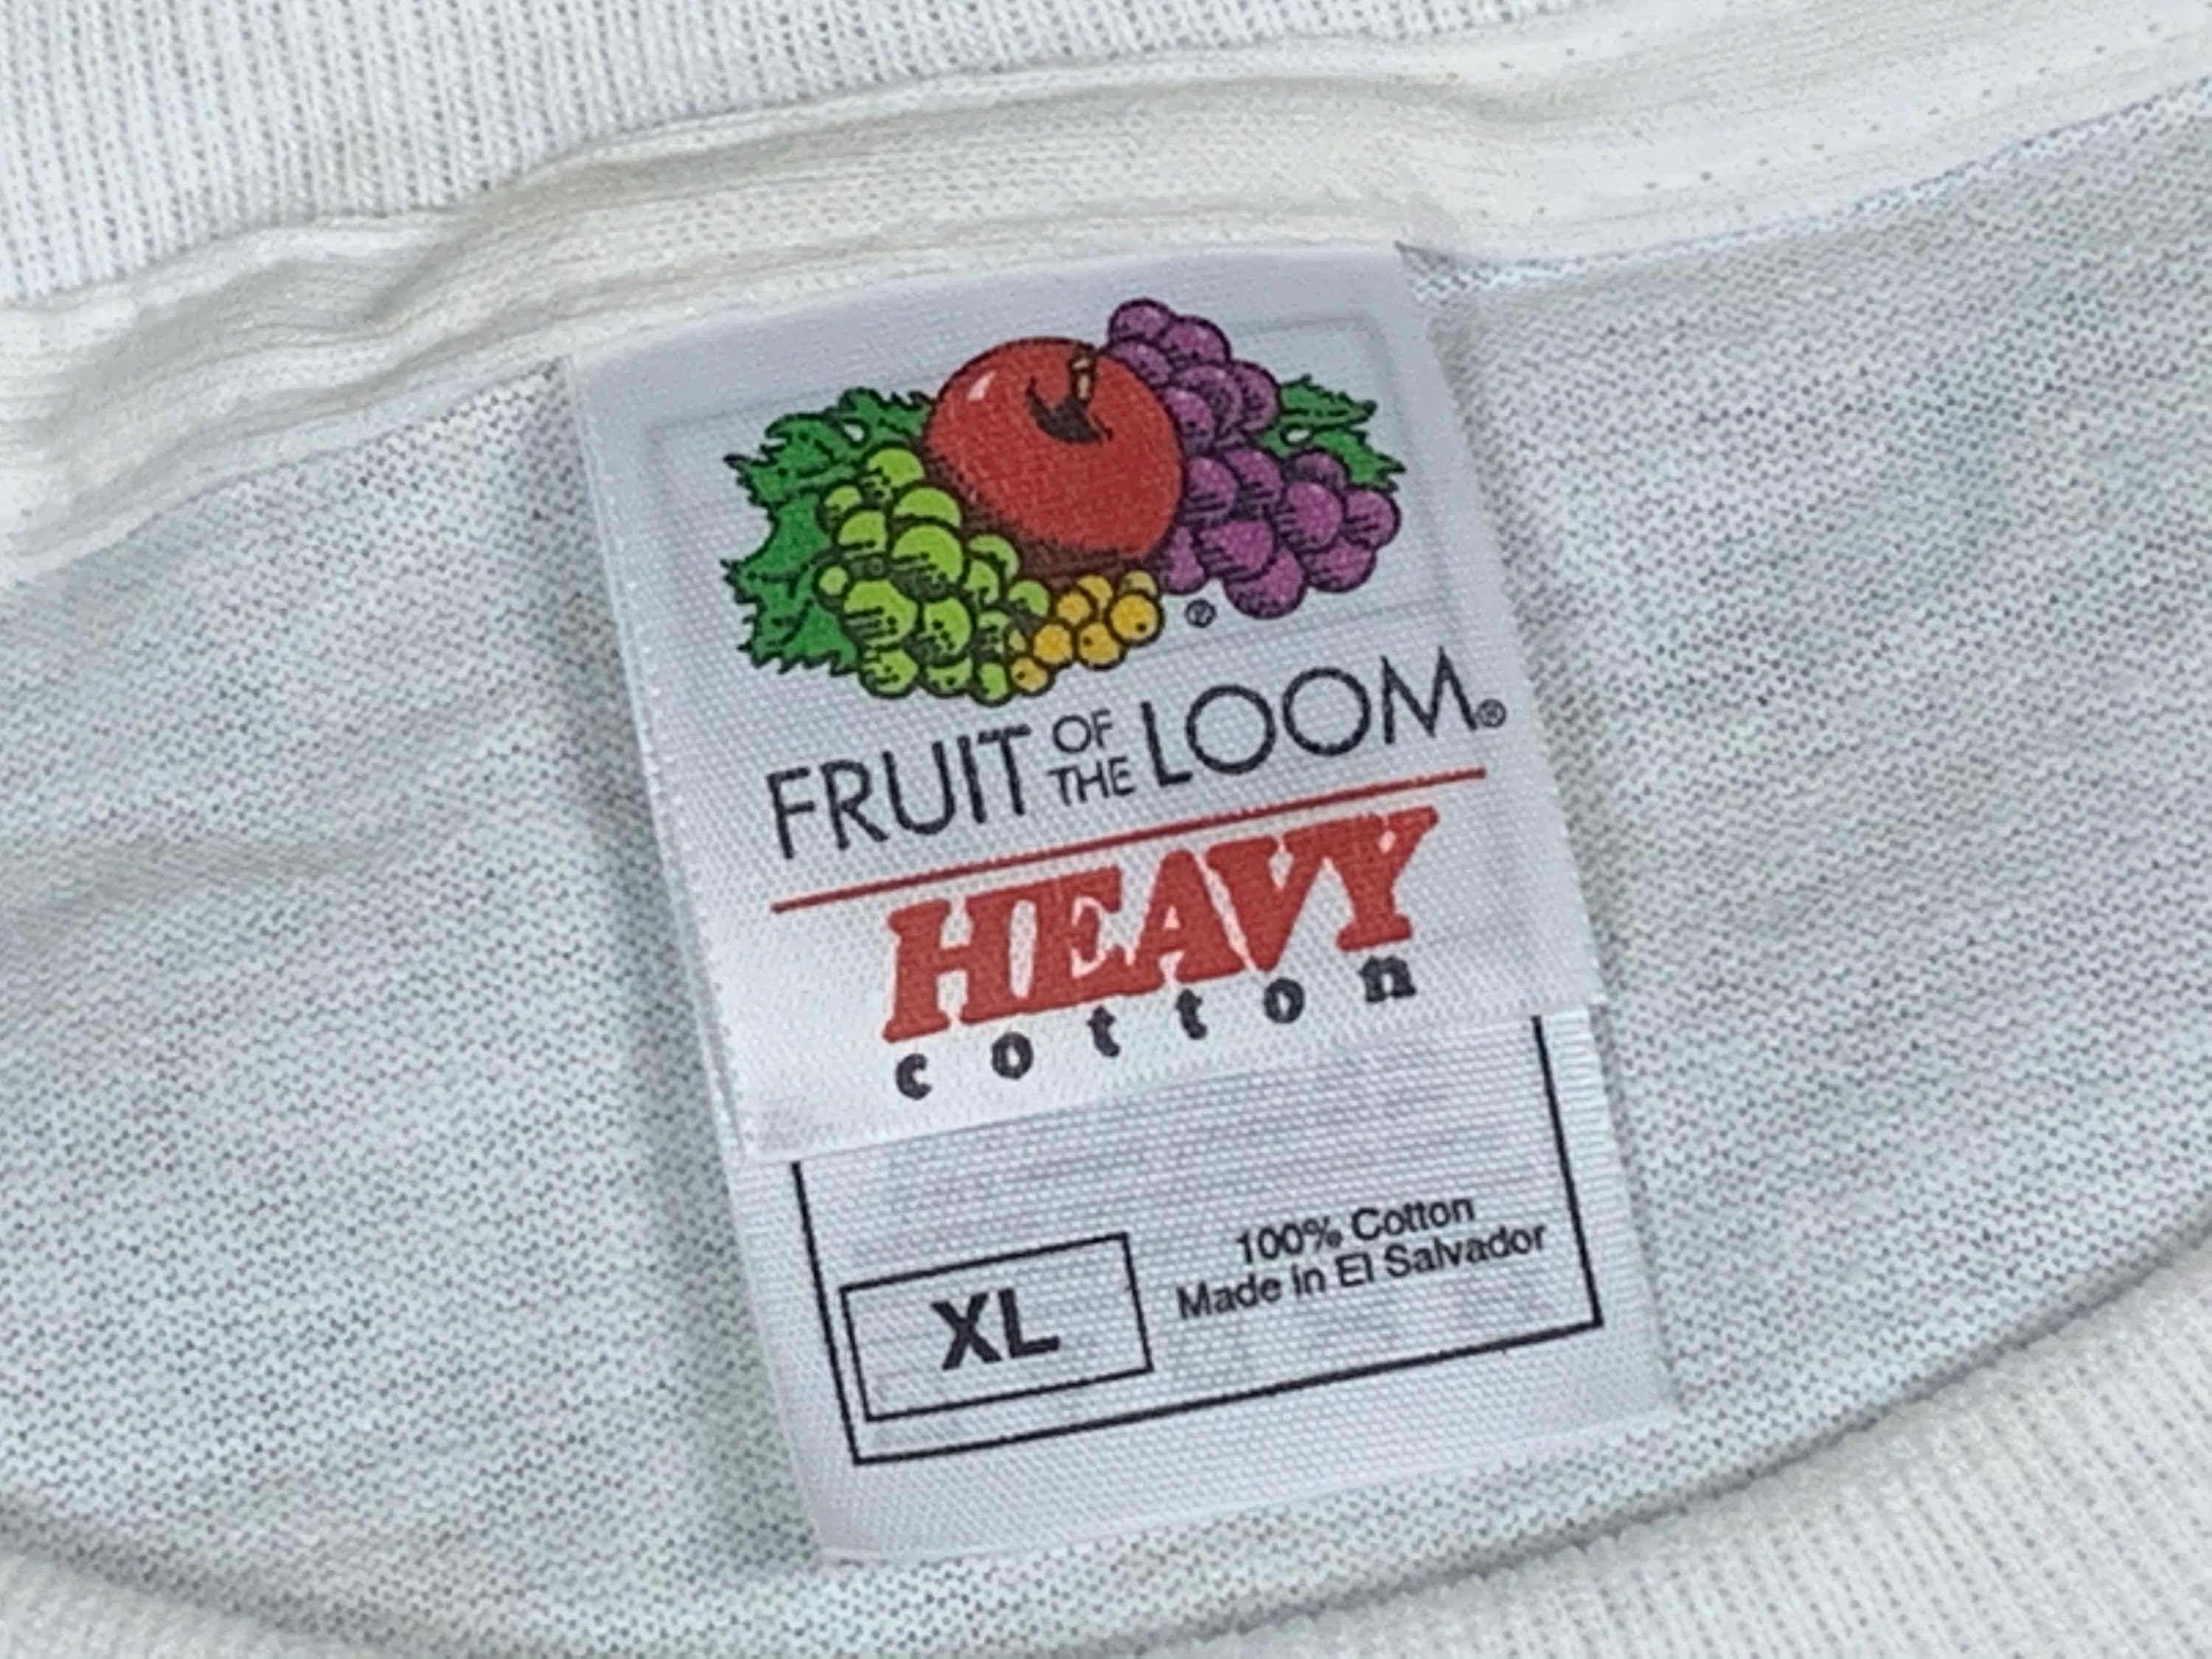 ®
FRUIT OF THE LOOM®
HEAVY
cotton
XL
100% Cotton
Made in El Salvador